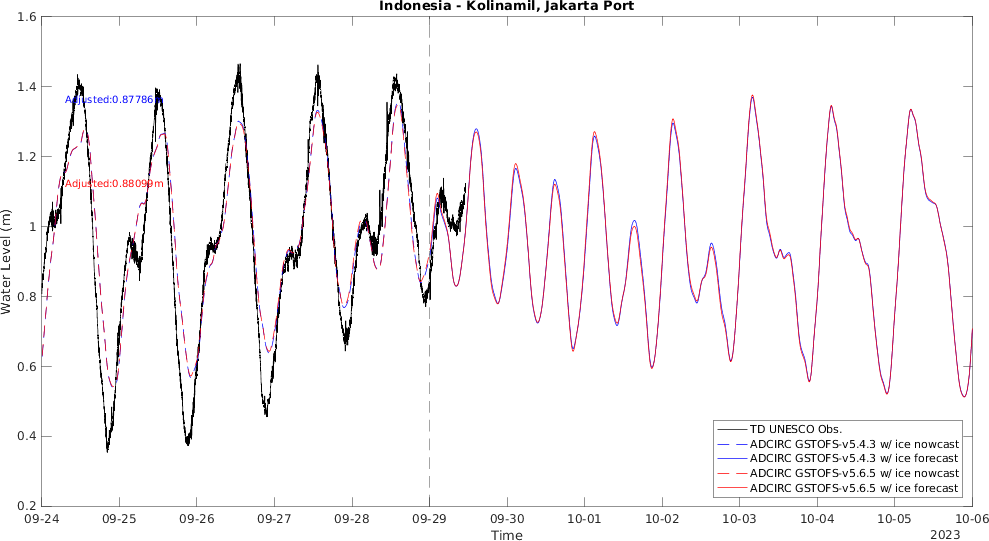 Indonesia - Kolinamil, Jakarta Port
1.6
1.4
1.2
1
0.8
0.6
0.4
0.2
Water Level (m)
Adjusted:0.87786m
Adjusted:0.88099m
TD UNESCO Obs.
ADCIRC GSTOFS-v5.4.3 w/ ice nowcast
ADCIRC GSTOFS-v5.4.3 w/ ice forecast
ADCIRC GSTOFS-v5.6.5 w/ ice nowcast
ADCIRC GSTOFS-v5.6.5 w/ ice forecast
09-24 09-25 09-26 09-27 09-28 09-29 09-30 10-01 10-02 10-03 10-04 10-05 10-06
Time
2023